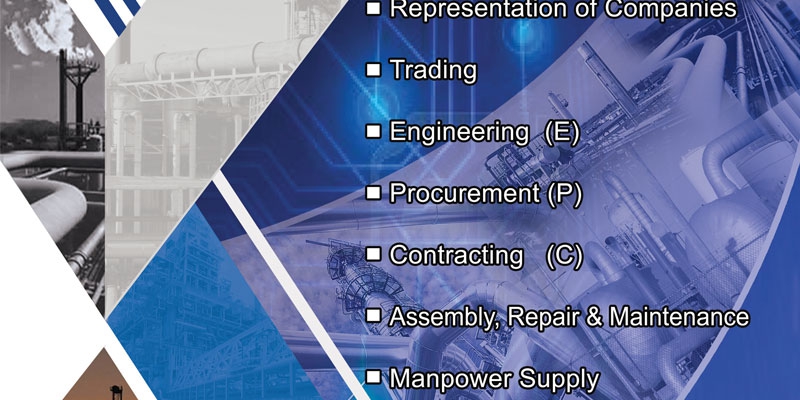 Representation of Companies
Trading
Engineering (E)
Procurement (P)
Contracting (C)
Assembly, Repair & Maintenance
Manpower Supply